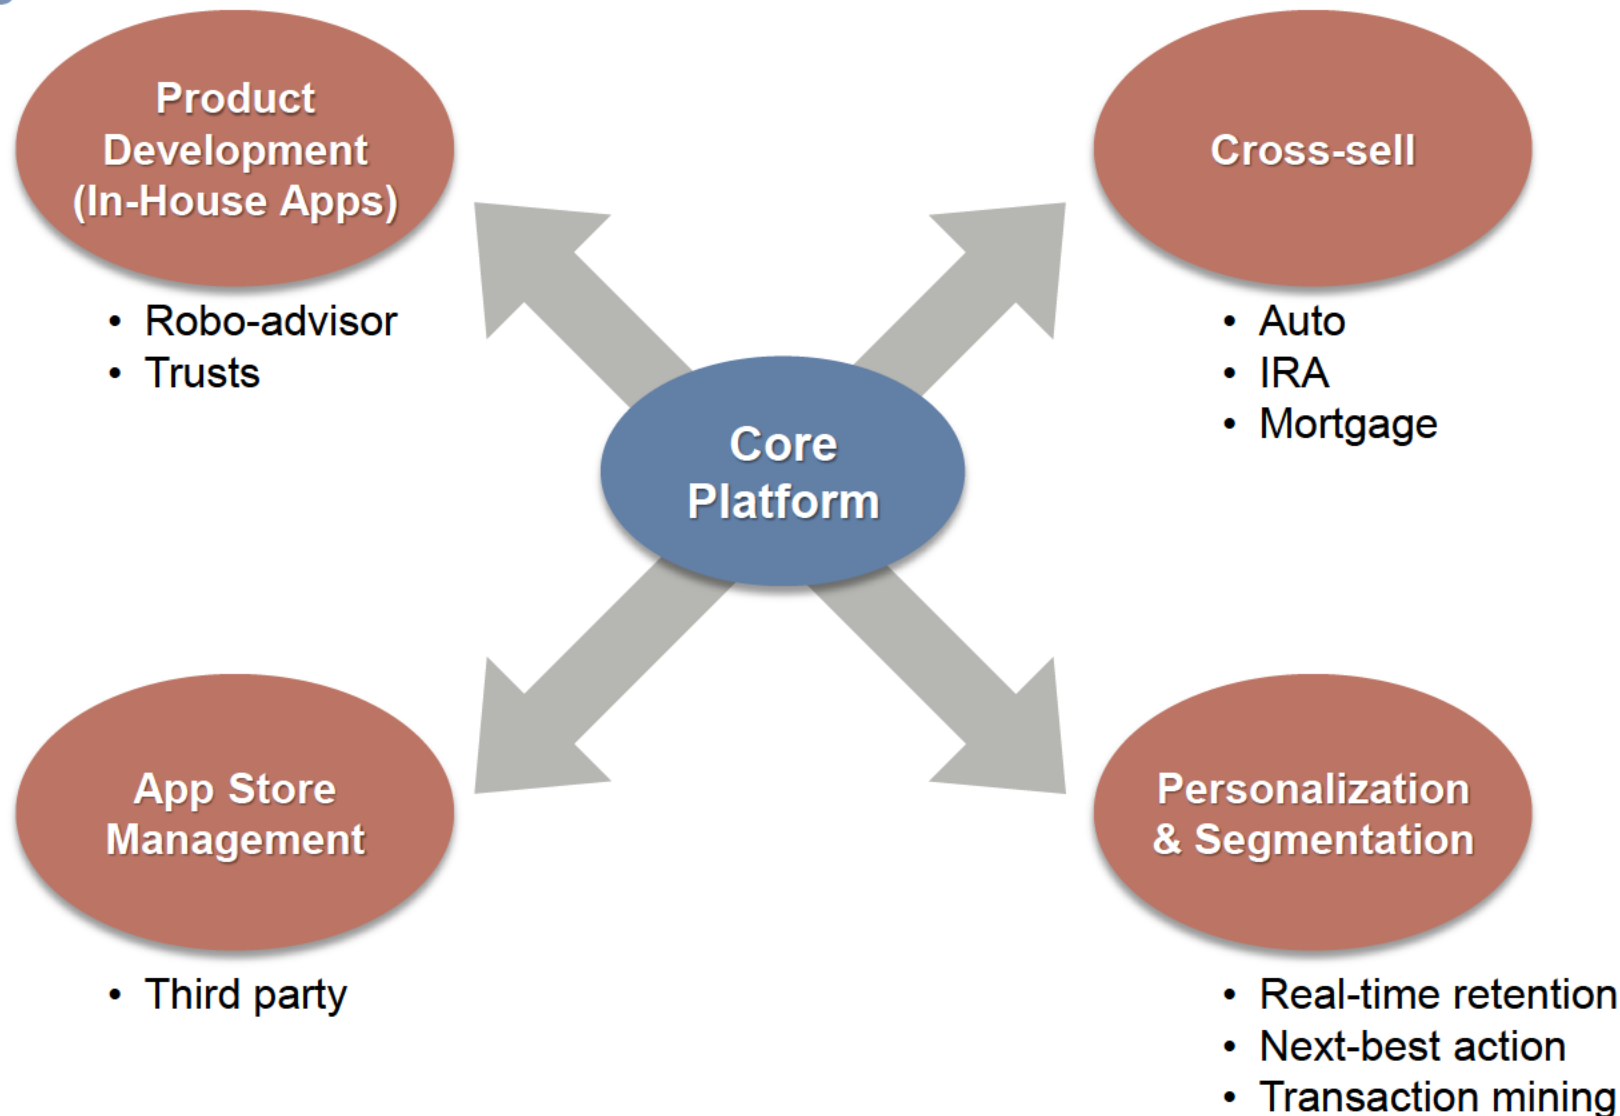 Product
Development
(In-House Apps)
• Robo-advisor
• Trusts
Cross-sell
• Auto
• IRA
• Mortgage
Core
Platform
App Store
Management
• Third party
Personalization
& Segmentation
• Real-time retention
• Next-best action
• Transaction mining